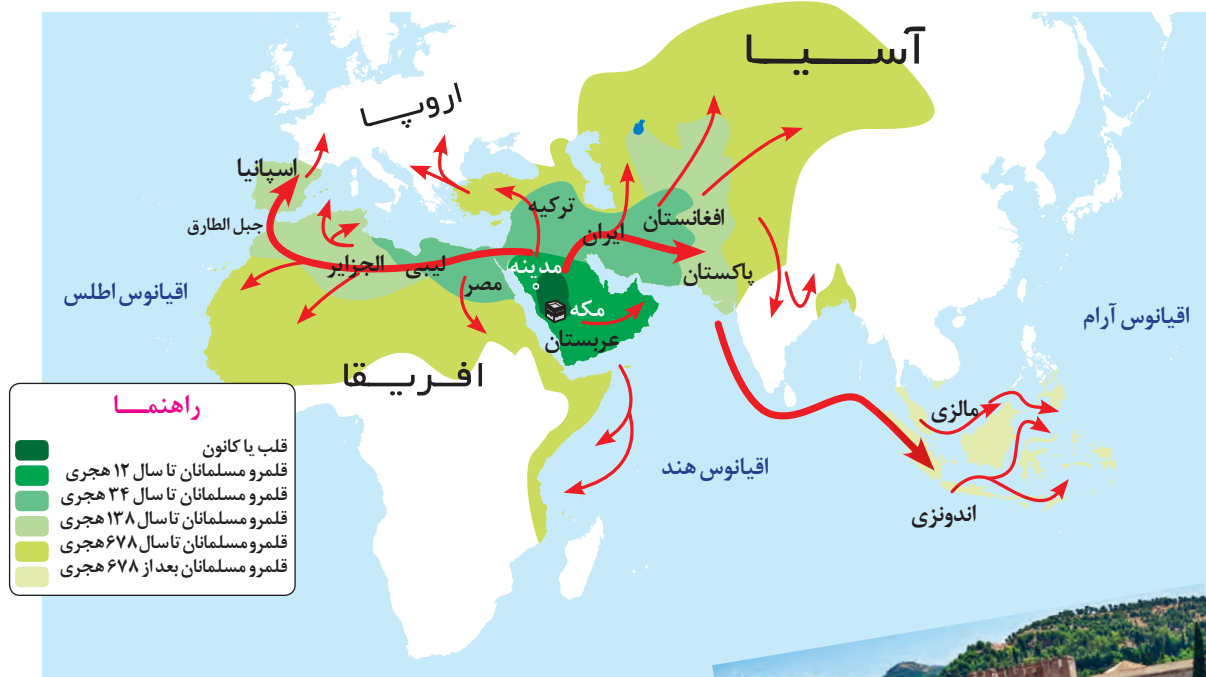 آسیا
اروپا
اسپانیا
جبل الطارق
ترکیه
افغانستان
ایران
پاکستان
مدینه
لیبی
الجزایر
مصر
مکه
عربستان
اقیانوس اطلس
اقیانوس آرام
افریقا
مالزی
اقیانوس هند
اندونزی
راهنما
قلب یا کانون
قلمرو مسلمانان تا سال ۱۲ هجری
قلمرو مسلمانان تا سال ۳۴ هجری
قلمرو مسلمانان تا سال ۱۳۸ هجری
قلمرو مسلمانان تا سال ۶۷۸ هجری
قلمرو مسلمانان بعد از ۶۷۸ هجری